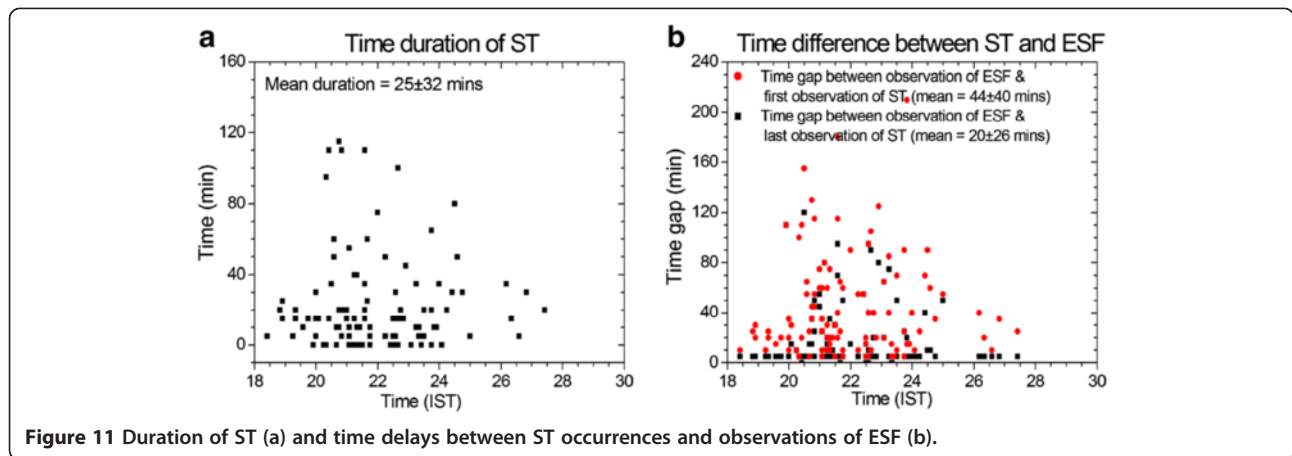 a
Time duration of ST
Mean duration = 25±32 mins
160
120
80
40
0
Time (min)
18 20 22 24 26 28 30
Time (IST)
b
Time difference between ST and ESF
Time gap between observation of ESF &
first observation of ST (mean = 44±40 mins)
Time gap between observation of ESF &
last observation of ST (mean = 20±26 mins)
240
200
160
120
80
40
0
Time gap (min)
18 20 22 24 26 28 30
Time (IST)
Figure 11 Duration of ST (a) and time delays between ST occurrences and observations of ESF (b).